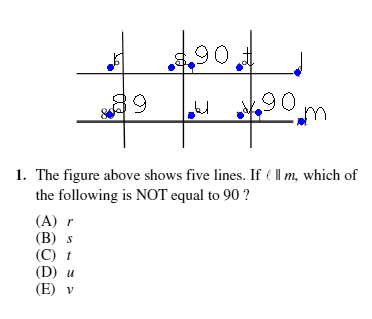 r s 90 t l
89 u v 90 m
1. The figure above shows five lines. If ℓ ∥ m, which of
the following is NOT equal to 90 ?
(A) r
(B) s
(C) t
(D) u
(E) v